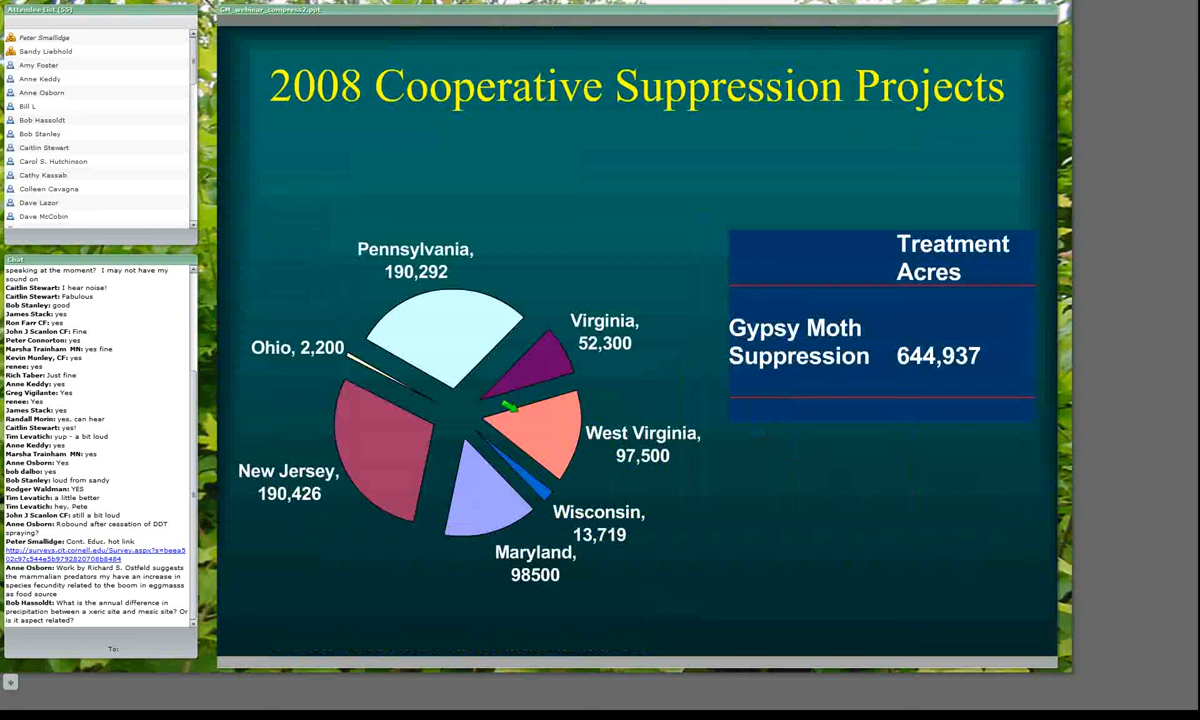 Attendee List (55)
Peter Smallidge
Sandy Liebhold
Amy Foster
Anne Keddy
Anne Osborn
Bill L
Bob Hassoldt
Bob Stanley
Caitlin Stewart
Carol S. Hutchinson
Cathy Kassab
Colleen Cavagna
Dave Lazor
Dave McCobin
Chat
speaking at the moment? I may not have my
sound on
Caitlin Stewart: I hear noise!
Caitlin Stewart: Fabulous
Bob Stanley: good
James Stack: yes
Ron Farr CF: yes
John J Scanlon CF: Fine
Peter Connorton: yes
Marsha Trainham MN: yes fine
Kevin Munley, CF: yes
renee: yes
Rich Taber: Just fine
Anne Keddy: yes
Greg Vigilante: Yes
renee: Yes
James Stack: yes
Randall Morin: yes, can hear
Caitlin Stewart: yes!
Tim Levatich: yup - a bit loud
Anne Keddy: yes
Marsha Trainham MN: yes
Anne Osborn: Yes
bob dalbo: yes
Bob Stanley: loud from sandy
Rodger Waldman: YES
Tim Levatich: a little better
Tim Levatich: hey, Pete
John J Scanlon CF: still a bit loud
Anne Osborn: Robound after cessation of DDT
spraying?
Peter Smallidge: Cont. Educ. hot link
http://surveys.cit.cornell.edu/Survey.aspx?s=beea5
02c97c544e5b9792820708b8484
Anne Osborn: Work by Richard S. Ostfeld suggests
the mammalian predators my have an increase in
species fecundity related to the boom in eggmasss
as food source
Bob Hassoldt: What is the annual difference in
precipitation between a xeric site and mesic site? Or
is it aspect related?
To:
GM_webinar_compress2.ppt
2008 Cooperative Suppression Projects
Pennsylvania,
190,292
Virginia,
52,300
Ohio, 2,200
West Virginia,
97,500
New Jersey,
190,426
Wisconsin,
13,719
Maryland,
98500
Treatment
Acres
Gypsy Moth
Suppression 644,937